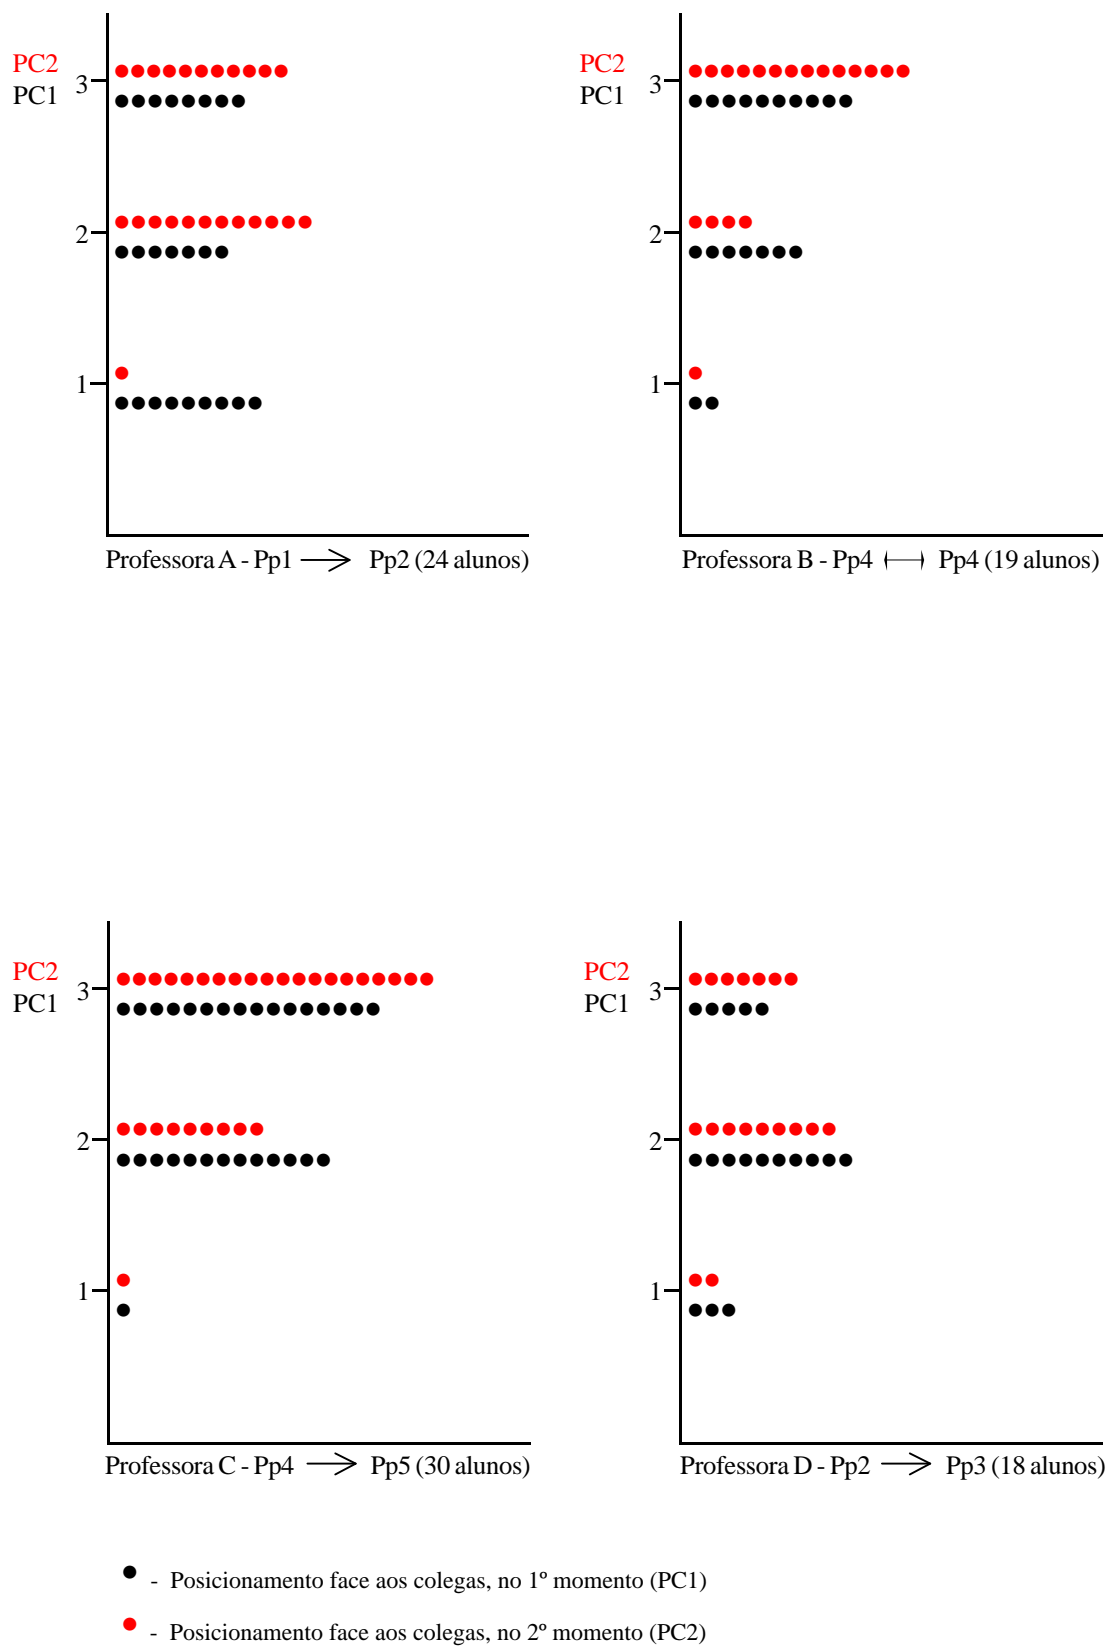 PC2
PC1
3
2
1
Professora A - Pp1 → Pp2 (24 alunos)
PC2
PC1
3
2
1
Professora B - Pp4 ↔ Pp4 (19 alunos)
PC2
PC1
3
2
1
Professora C - Pp4 → Pp5 (30 alunos)
PC2
PC1
3
2
1
Professora D - Pp2 → Pp3 (18 alunos)
● - Posicionamento face aos colegas, no 1º momento (PC1)
● - Posicionamento face aos colegas, no 2º momento (PC2)